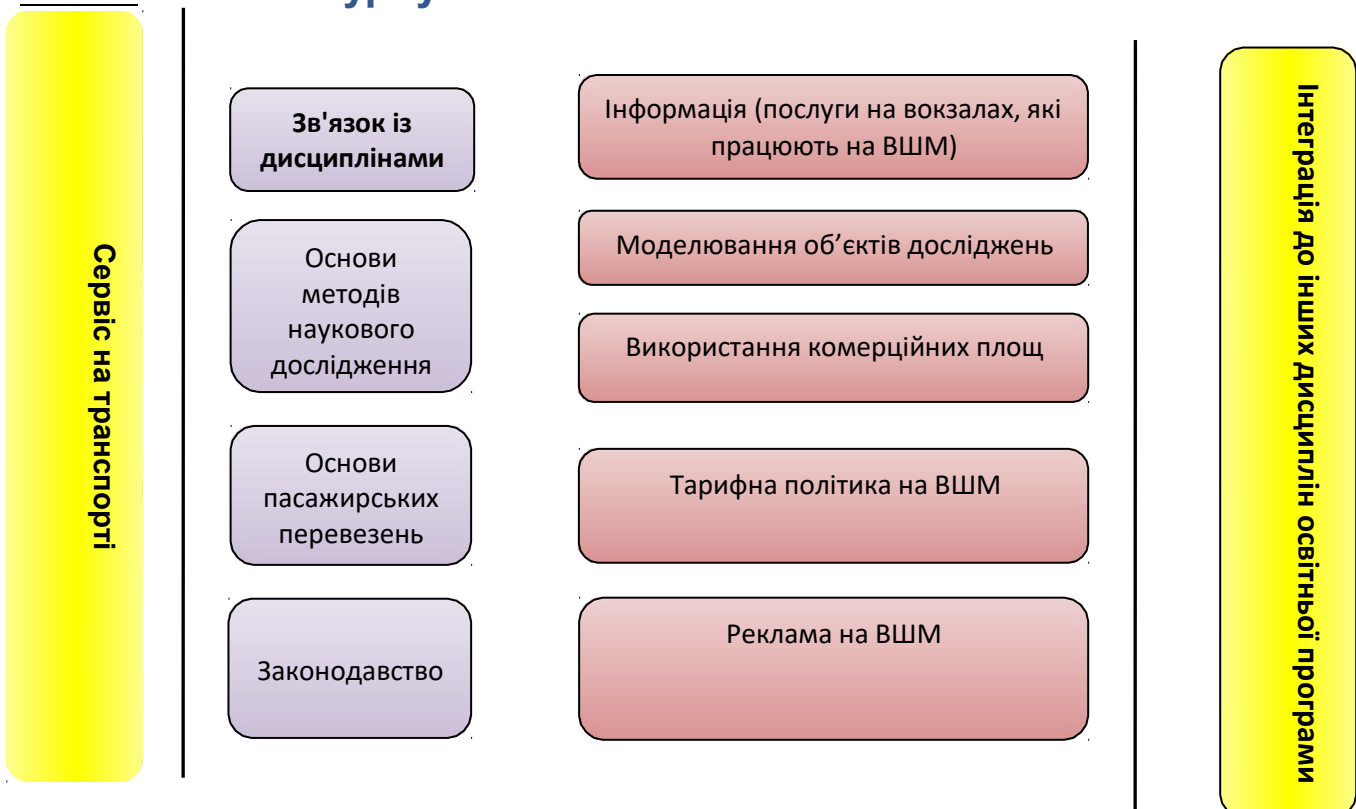 Сервіс на транспорті
Зв'язок із
дисциплінами
Основи
методів
наукового
дослідження
Основи
пасажирських
перевезень
Законодавство
Інформація (послуги на вокзалах, які
працюють на ВШМ)
Моделювання об’єктів досліджень
Використання комерційних площ
Тарифна політика на ВШМ
Реклама на ВШМ
Інтеграція до інших дисциплін освітньої програми